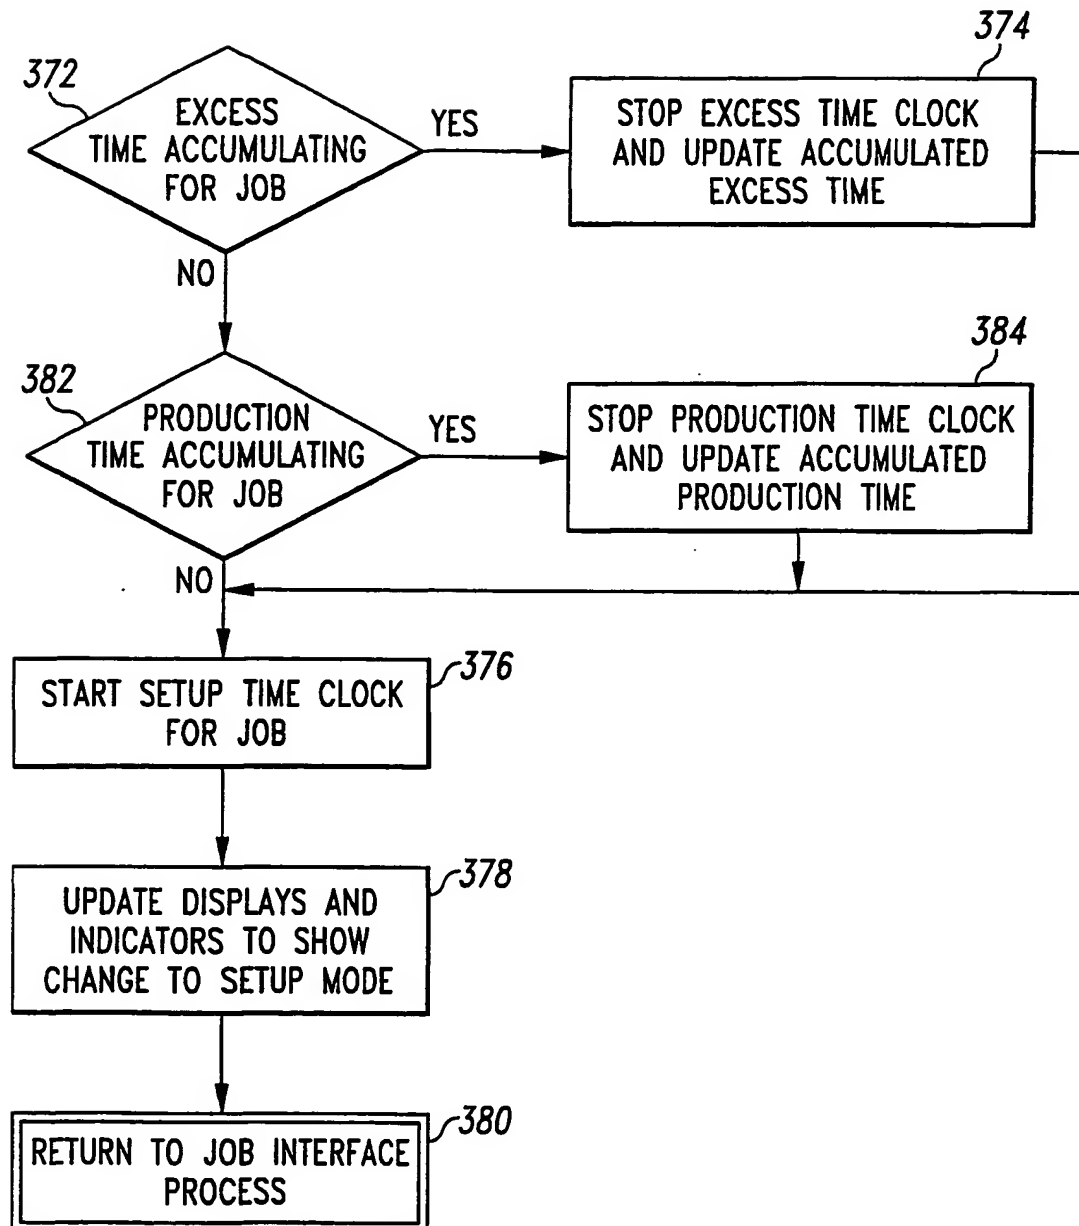 374
372
EXCESS
TIME ACCUMULATING
FOR JOB
YES
STOP EXCESS TIME CLOCK
AND UPDATE ACCUMULATED
EXCESS TIME
NO
384
382
PRODUCTION
TIME ACCUMULATING
FOR JOB
YES
STOP PRODUCTION TIME CLOCK
AND UPDATE ACCUMULATED
PRODUCTION TIME
NO
376
START SETUP TIME CLOCK
FOR JOB
378
UPDATE DISPLAYS AND
INDICATORS TO SHOW
CHANGE TO SETUP MODE
380
RETURN TO JOB INTERFACE
PROCESS